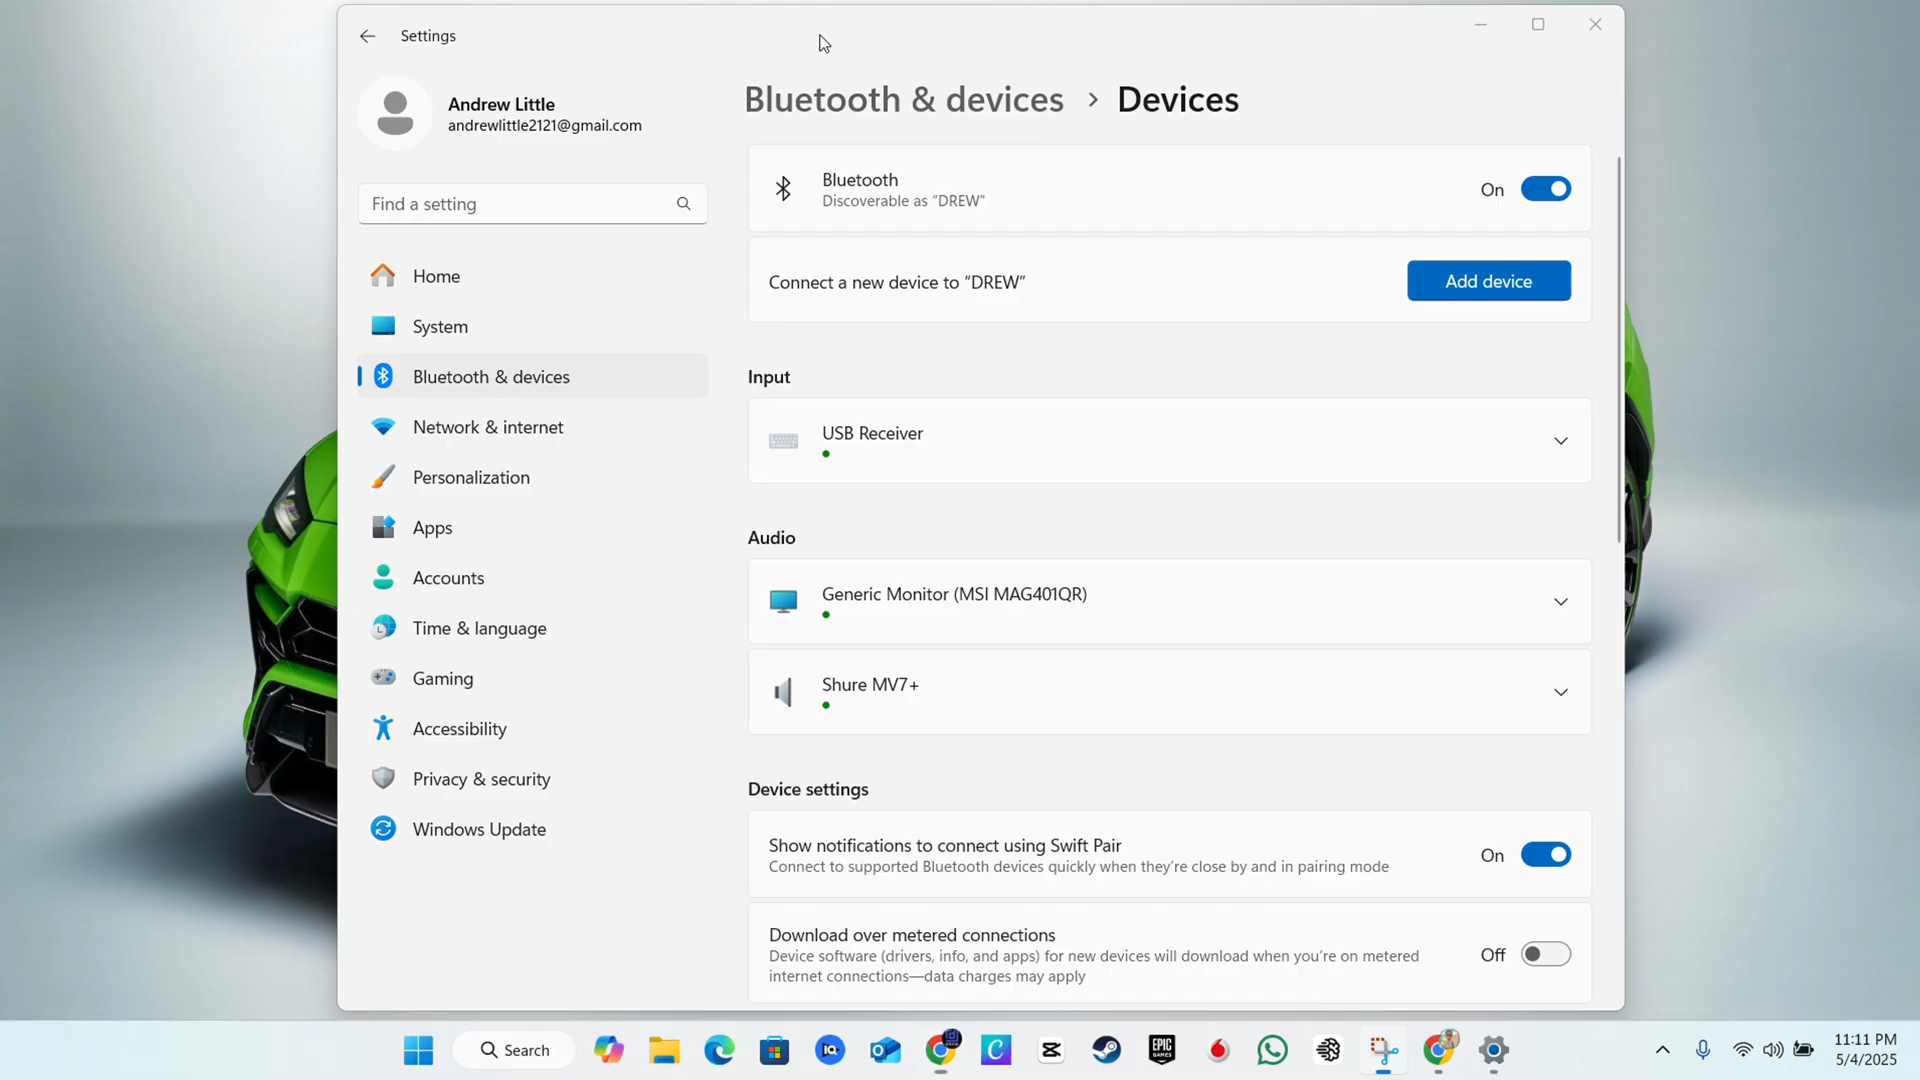 Settings
Andrew Little
andrewlittle2121@gmail.com
Find a setting
Home
System
Bluetooth & devices
Network & internet
Personalization
Apps
Accounts
Time & language
Gaming
Accessibility
Privacy & security
Windows Update
Bluetooth & devices > Devices
Bluetooth
Discoverable as “DREW”
On
Connect a new device to “DREW”
Add device
Input
USB Receiver
Audio
Generic Monitor (MSI MAG401QR)
Shure MV7+
Device settings
Show notifications to connect using Swift Pair
Connect to supported Bluetooth devices quickly when they’re close by and in pairing mode
On
Download over metered connections
Device software (drivers, info, and apps) for new devices will download when you’re on metered
internet connections—data charges may apply
Off
Search
EPIC
GAMES
11:11 PM
5/4/2025